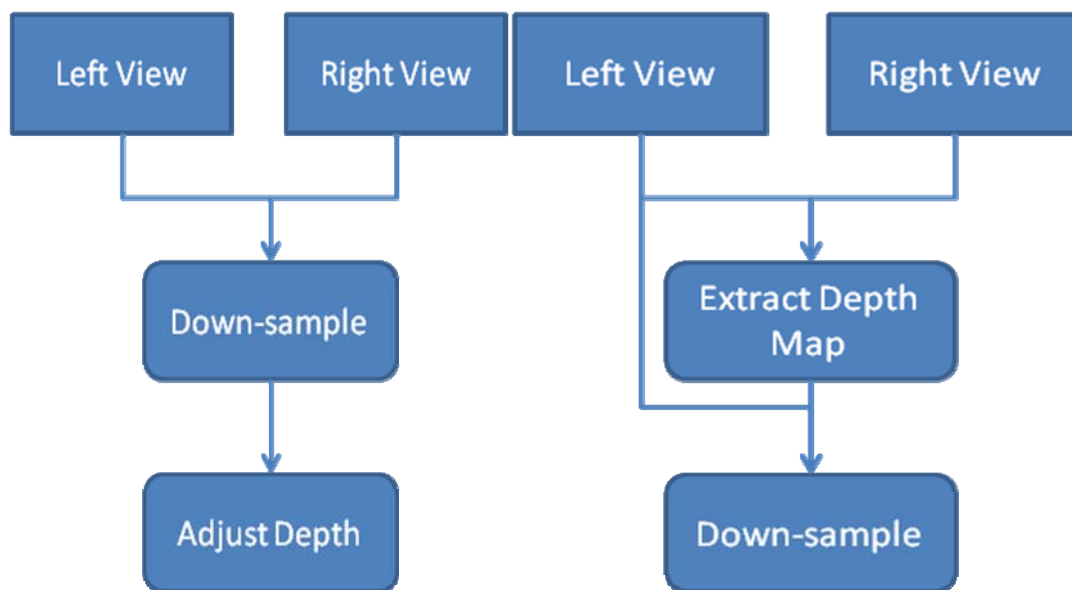 Left View
Right View
Left View
Right View
Down-sample
Extract Depth
Map
Adjust Depth
Down-sample